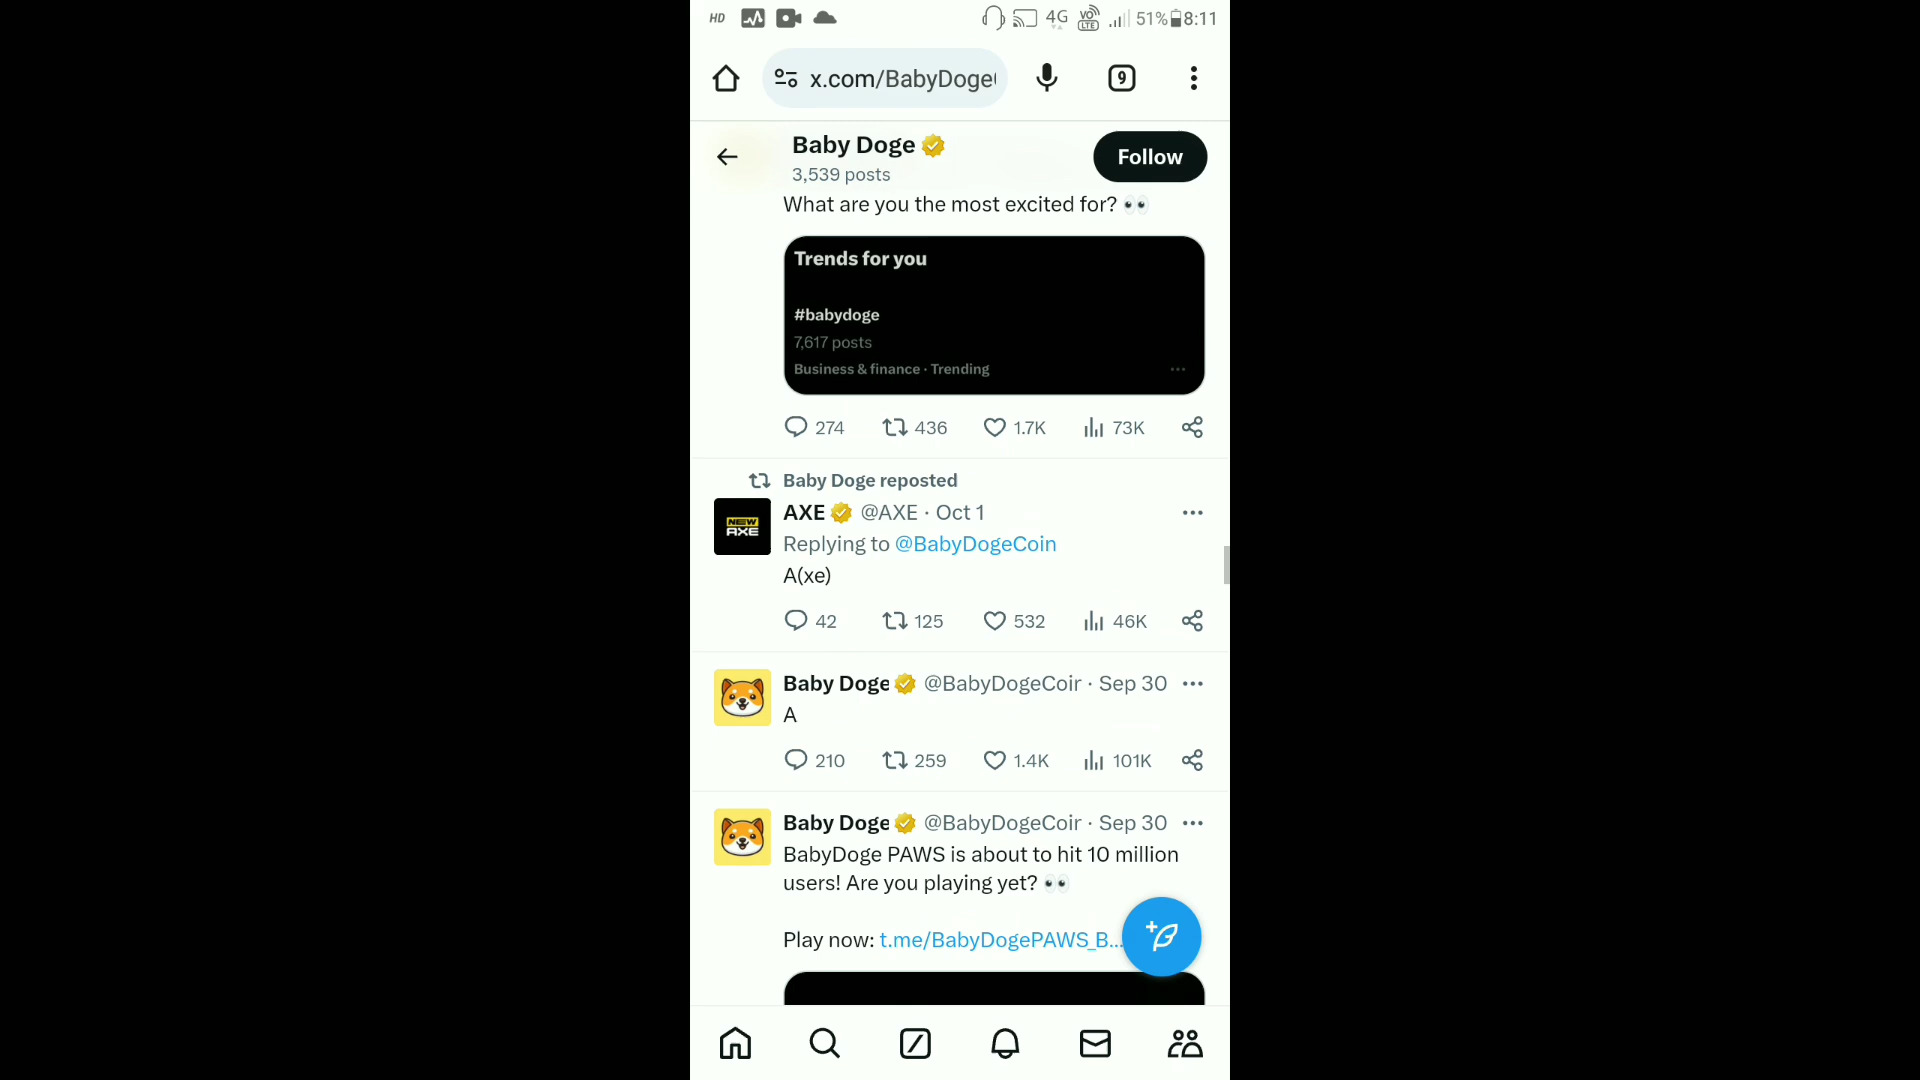 HD
4G
VO
LTE
51%
8:11
x.com/BabyDoge
9
Baby Doge
3,539 posts
Follow
What are you the most excited for? 👀
Trends for you
#babydoge
7,617 posts
Business & finance · Trending
274
436
1.7K
73K
Baby Doge reposted
AXE @AXE · Oct 1
NEW
AXE
Replying to @BabyDogeCoin
A(xe)
42
125
532
46K
Baby Doge @BabyDogeCoir · Sep 30
A
210
259
1.4K
101K
Baby Doge @BabyDogeCoir · Sep 30
BabyDoge PAWS is about to hit 10 million
users! Are you playing yet? 👀
Play now: t.me/BabyDogePAWS_B...